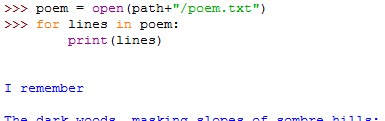 >>> poem = open(path+"/poem.txt")
>>> for lines in poem:
        print(lines)
I remember
The dark woods, masking slopes of sombre hills;